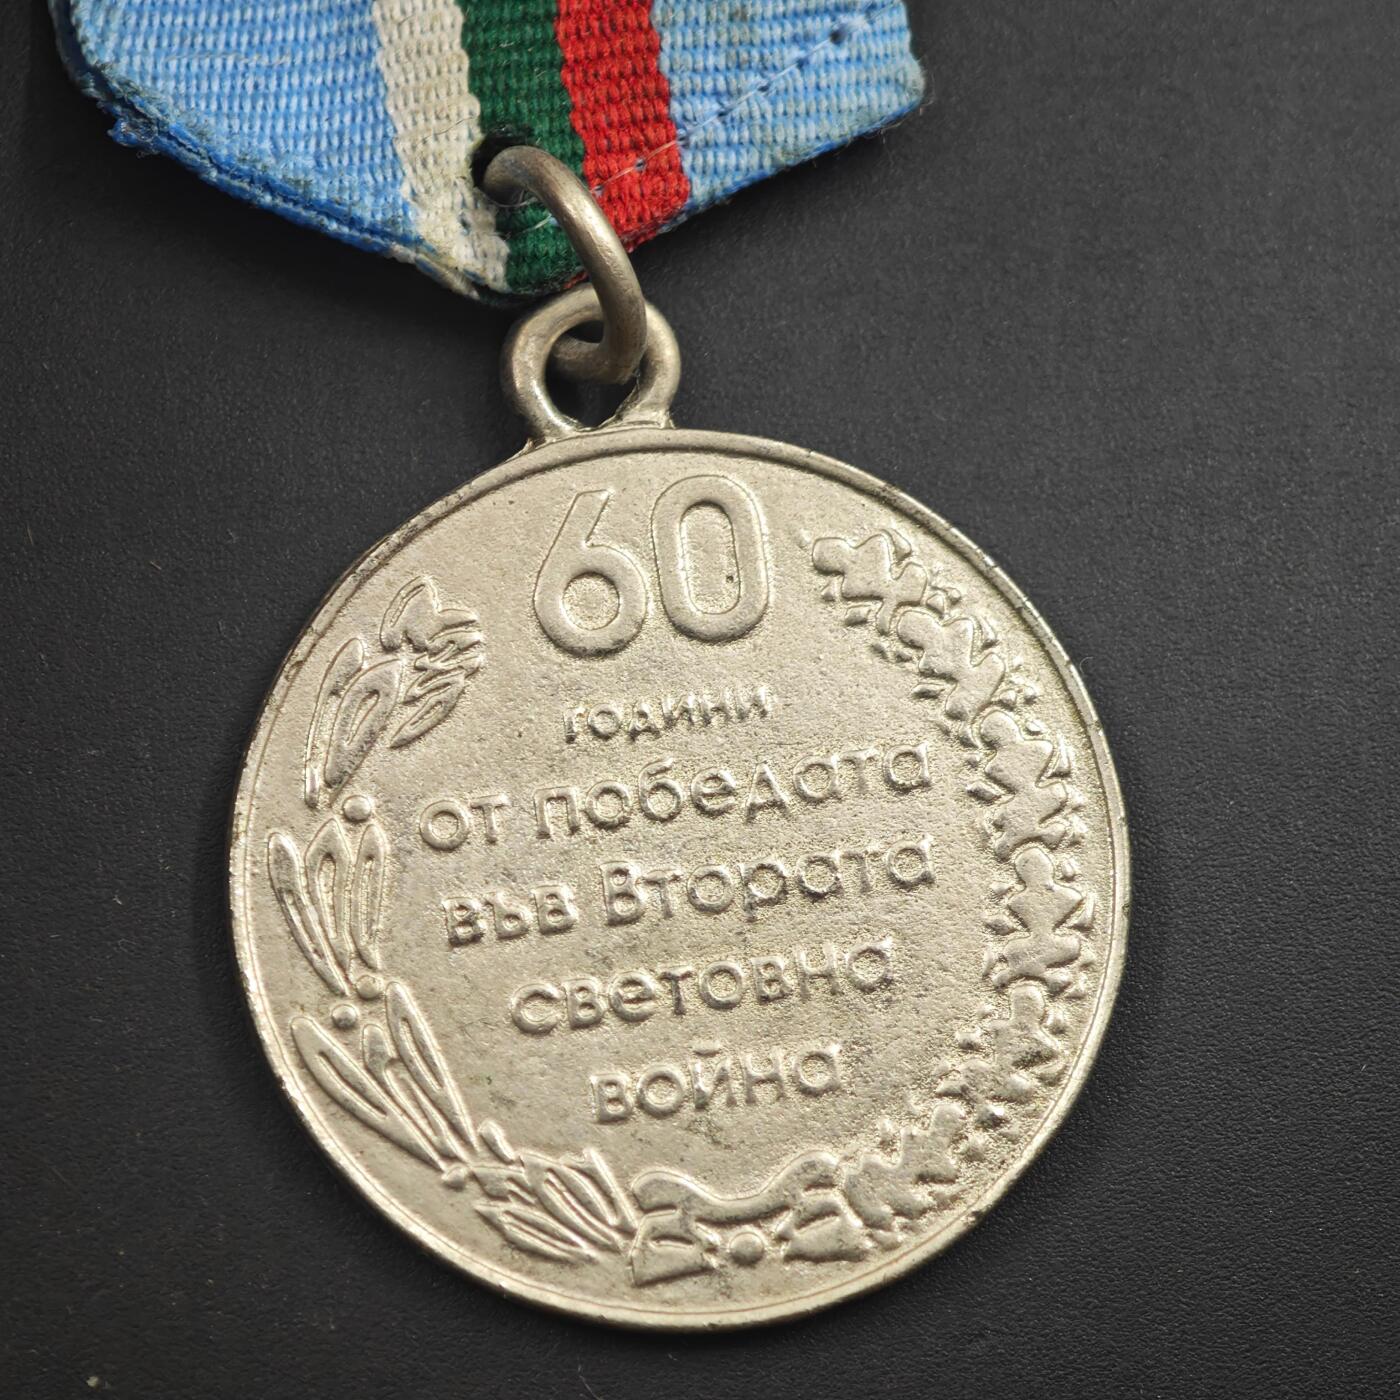 60
години
от победата
във Втората
световна
война